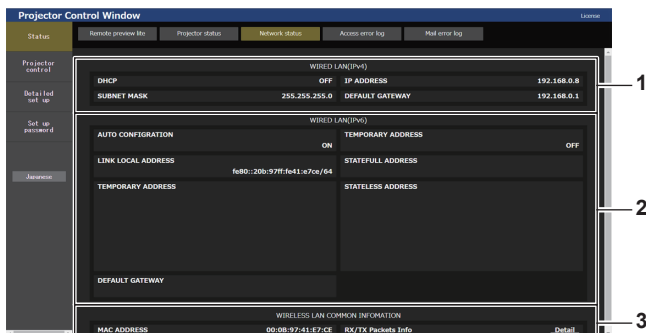 Projector Control Window
License
Status
Remote preview lite
Projector status
Network status
Access error log
Mail error log
Projector
control
Detailed
set up
Set up
password
Japanese
WIRED LAN(IPv4)
DHCP OFF IP ADDRESS 192.168.0.8
SUBNET MASK 255.255.255.0 DEFAULT GATEWAY 192.168.0.1
1
WIRED LAN(IPv6)
AUTO CONFIGRATION TEMPORARY ADDRESS
ON OFF
LINK LOCAL ADDRESS STATEFULL ADDRESS
fe80::20b:97ff:fe41:e7ce/64
TEMPORARY ADDRESS STATELESS ADDRESS
2
DEFAULT GATEWAY
WIRELESS LAN COMMON INFOMATION
3
MAC ADDRESS 00:0B:97:41:E7:CE RX/TX Packets Info Detail